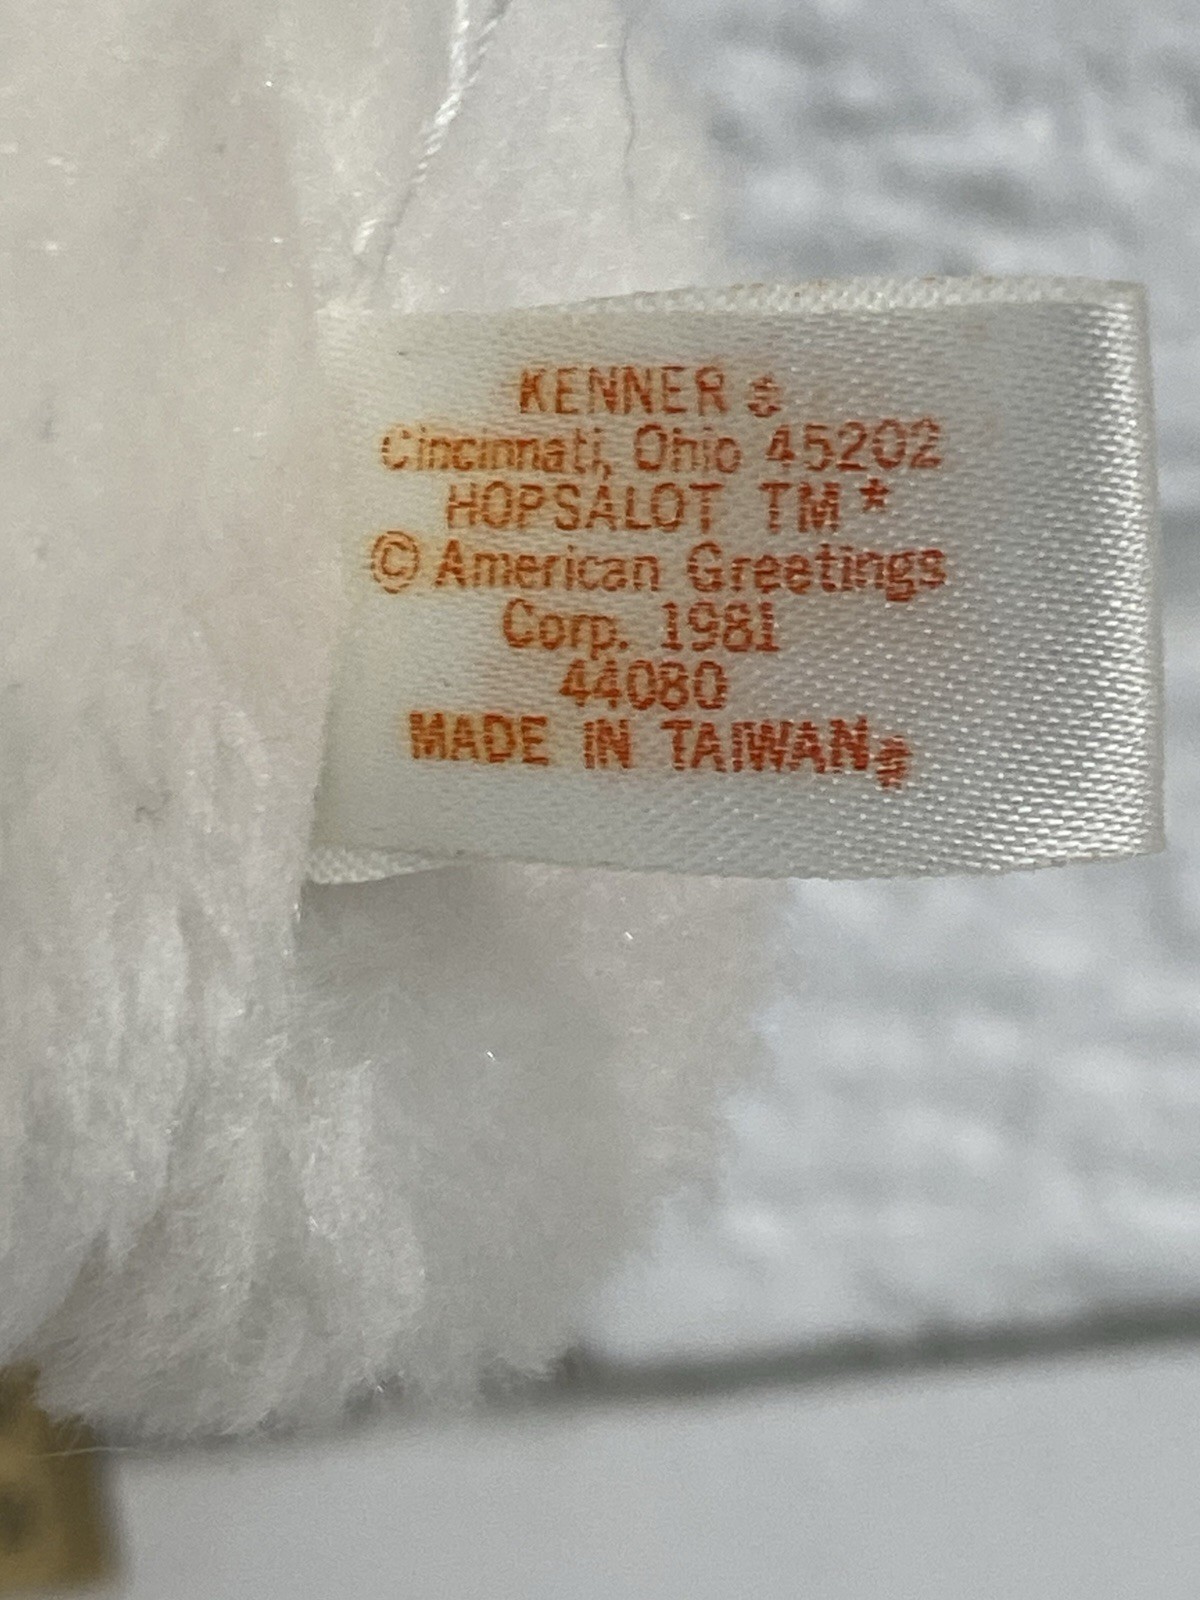 KENNER ®
Cincinnati, Ohio 45202
HOPSALOT TM*
© American Greetings
Corp. 1981
44080
MADE IN TAIWAN